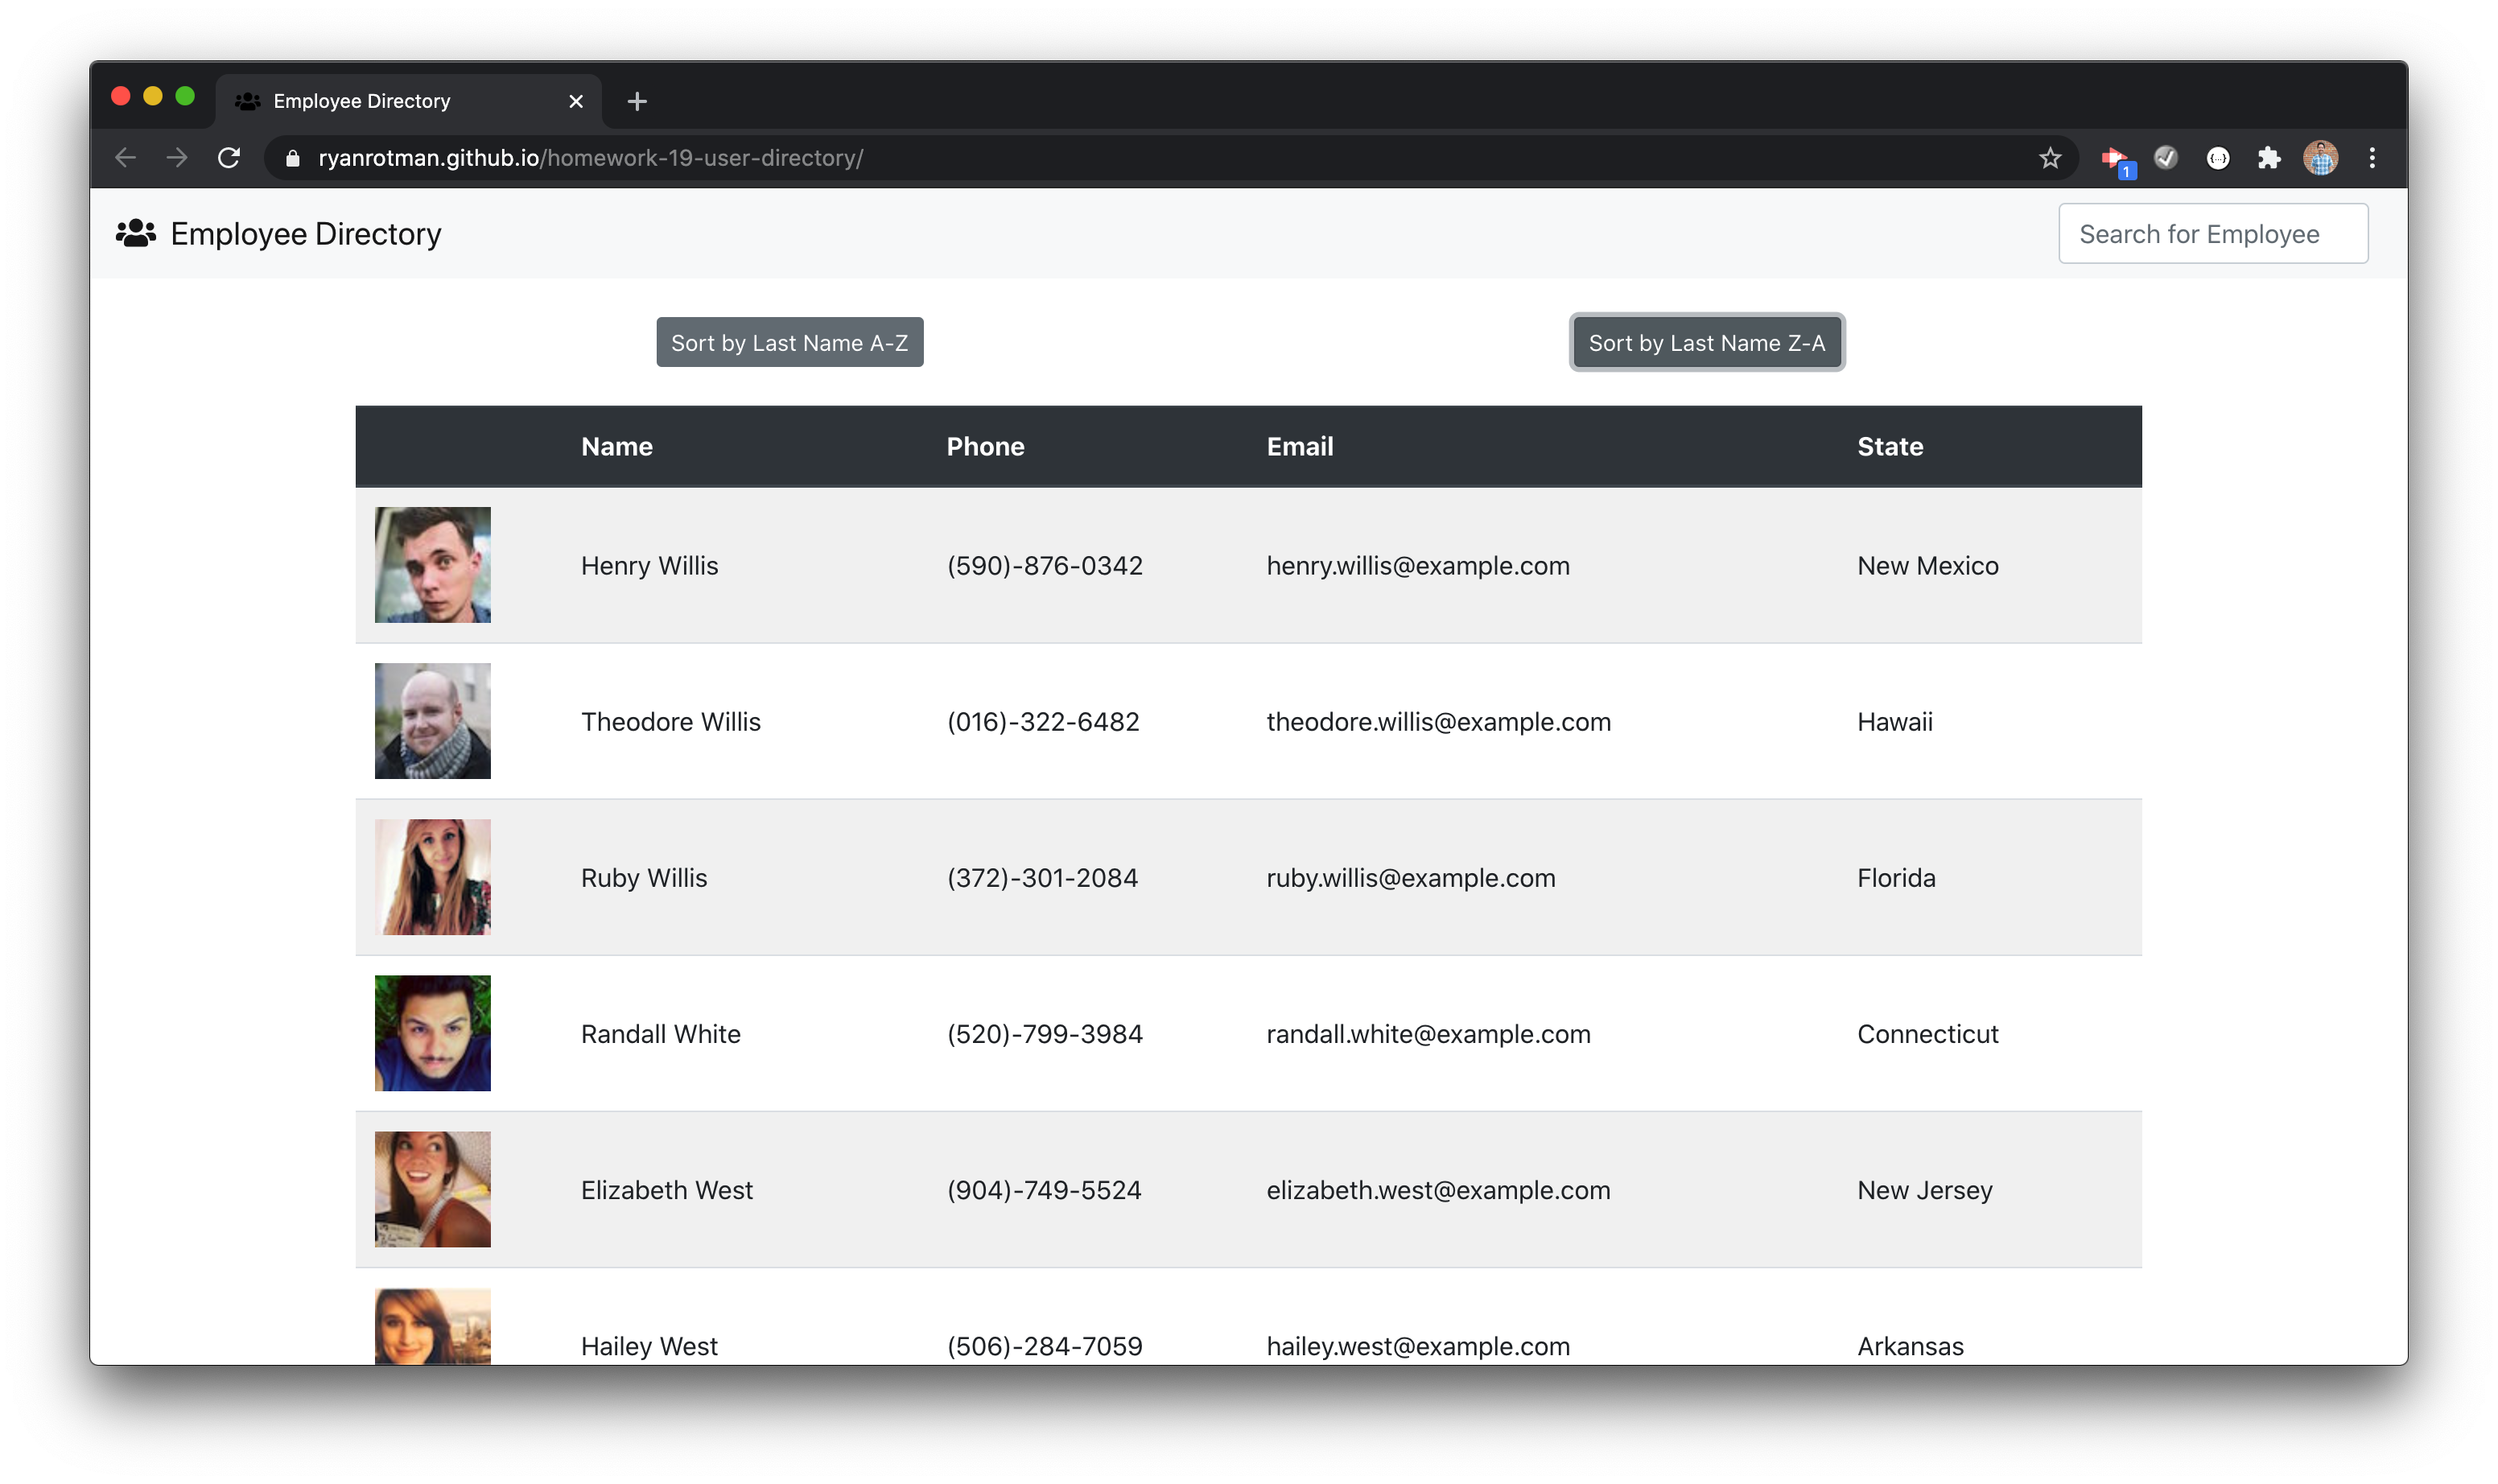 Employee Directory
ryanrotman.github.io/homework-19-user-directory/
1
Employee Directory
Search for Employee
Sort by Last Name A-Z
Sort by Last Name Z-A
Name Phone Email State
Henry Willis (590)-876-0342 henry.willis@example.com New Mexico
Theodore Willis (016)-322-6482 theodore.willis@example.com Hawaii
Ruby Willis (372)-301-2084 ruby.willis@example.com Florida
Randall White (520)-799-3984 randall.white@example.com Connecticut
Elizabeth West (904)-749-5524 elizabeth.west@example.com New Jersey
Hailey West (506)-284-7059 hailey.west@example.com Arkansas